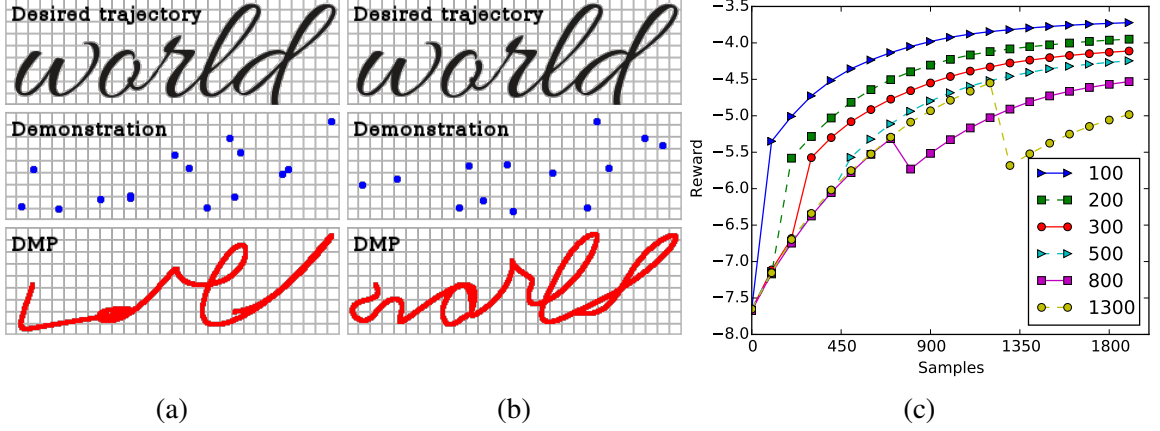 Desired trajectory
world
Demonstration
DMP
(a)
Desired trajectory
world
Demonstration
DMP
(b)
−3.5
−4.0
−4.5
−5.0
−5.5
−6.0
−6.5
−7.0
−7.5
−8.0
Reward
100
200
300
500
800
1300
0 450 900 1350 1800
Samples
(c)